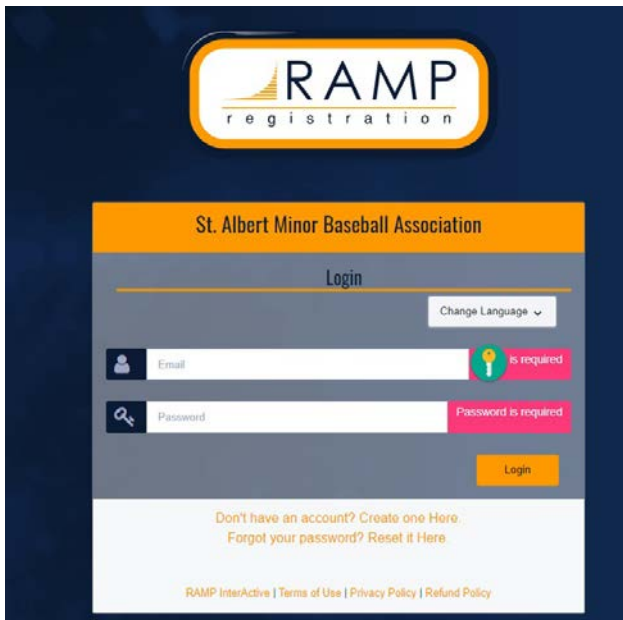 RAMP
registration
St. Albert Minor Baseball Association
Login
Change Language
Email is required
Password Password is required
Login
Don't have an account? Create one Here.
Forgot your password? Reset it Here.
RAMP InterActive | Terms of Use | Privacy Policy | Refund Policy